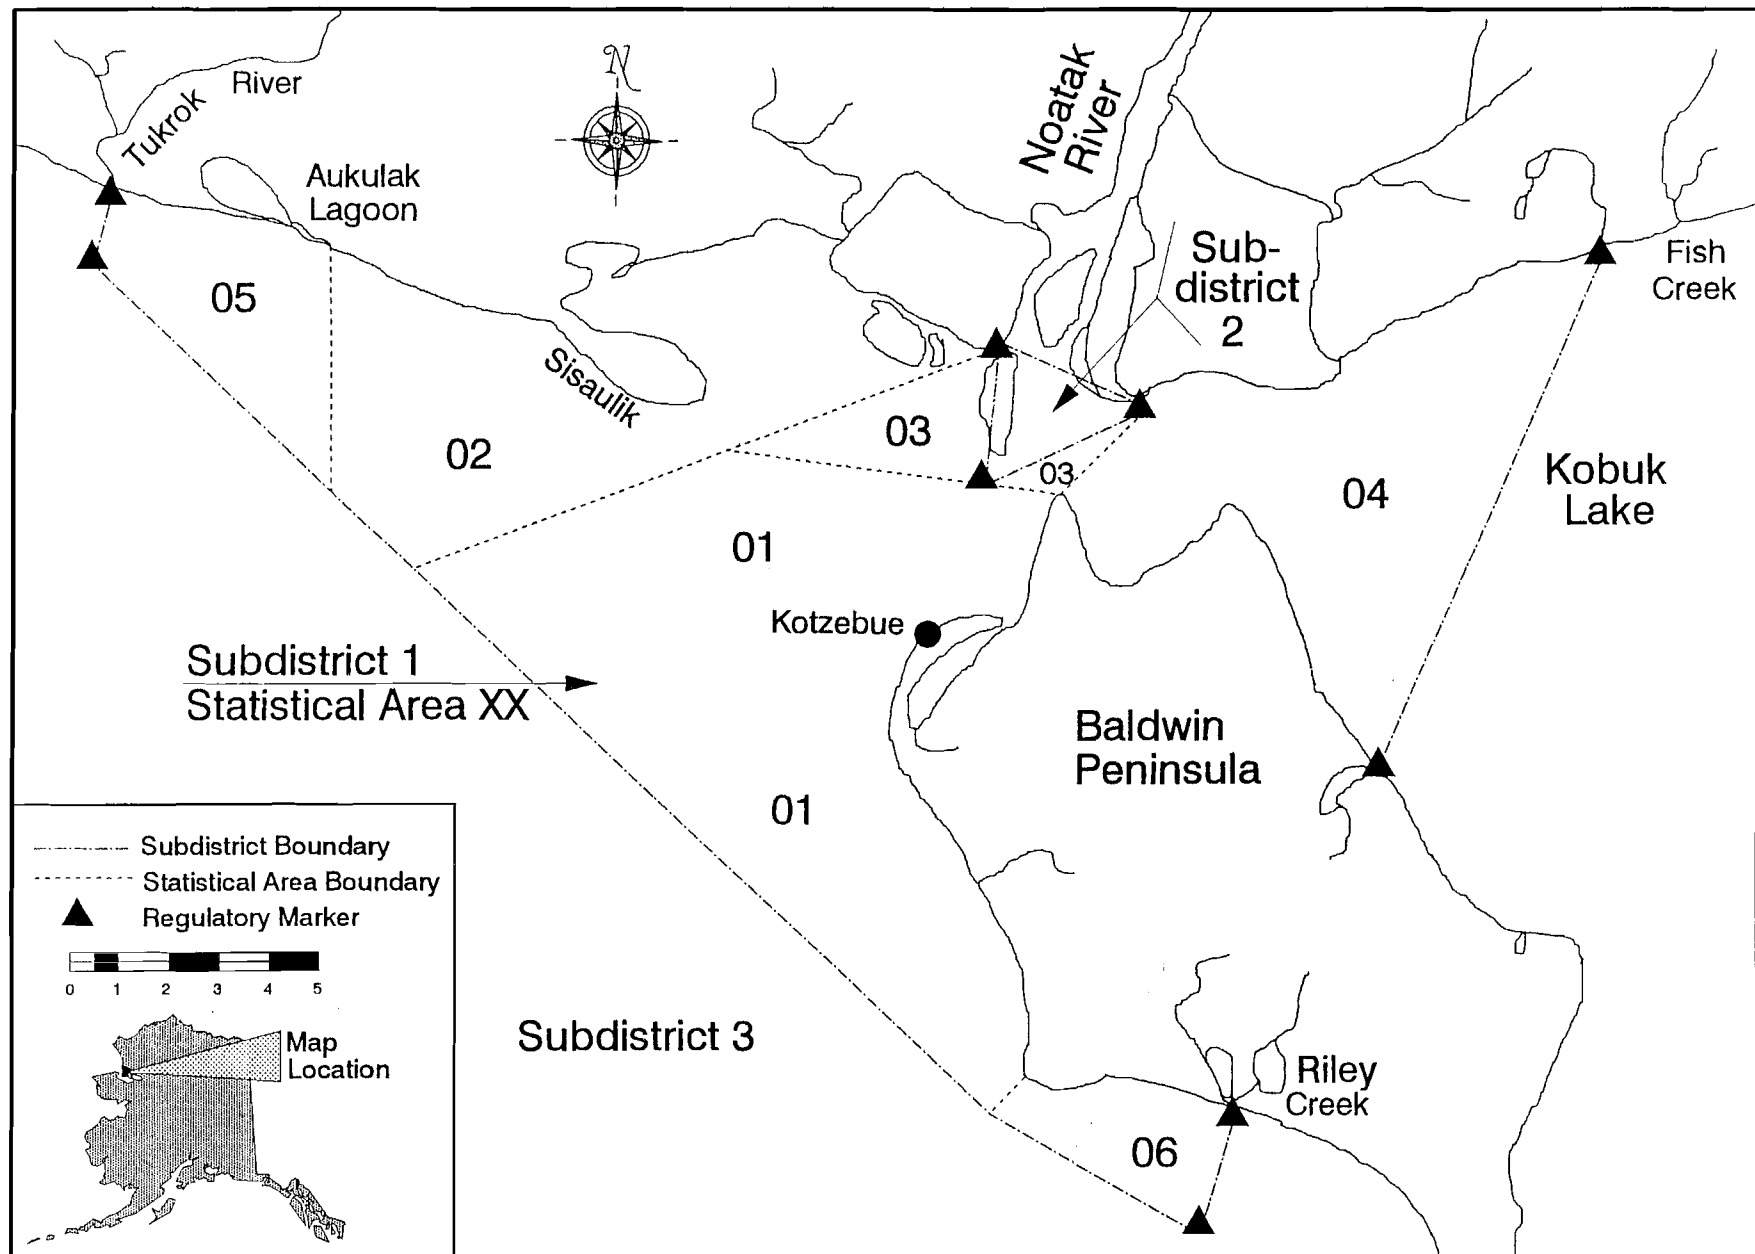 N
River
Tukrok
Aukulak
Lagoon
Noatak
River
Sub-
district
2
Fish
Creek
05
Sisaulik
02
03
03
04
Kobuk
Lake
01
Kotzebue
Subdistrict 1
Statistical Area XX
Baldwin
Peninsula
01
Subdistrict Boundary
Statistical Area Boundary
Regulatory Marker
0 1 2 3 4 5
Map
Location
Subdistrict 3
Riley
Creek
06